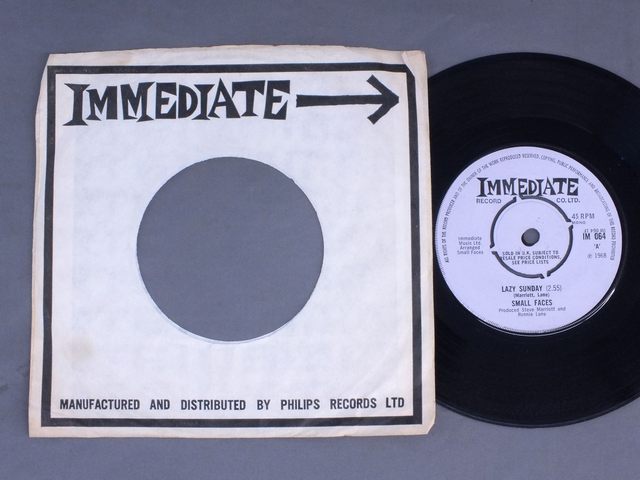 IMMEDIATE
MANUFACTURED AND DISTRIBUTED BY PHILIPS RECORDS LTD
IMMEDIATE
RECORD CO. LTD.
45 RPM
MONO
IM 064
'A'
℗ 1968
Immediate
Music Ltd.
Arranged
Small Faces
SOLD IN U.K. SUBJECT TO
RESALE PRICE CONDITIONS,
SEE PRICE LISTS
LAZY SUNDAY (2.55)
(Marriott, Lane)
SMALL FACES
Produced Steve Marriott and
Ronnie Lane